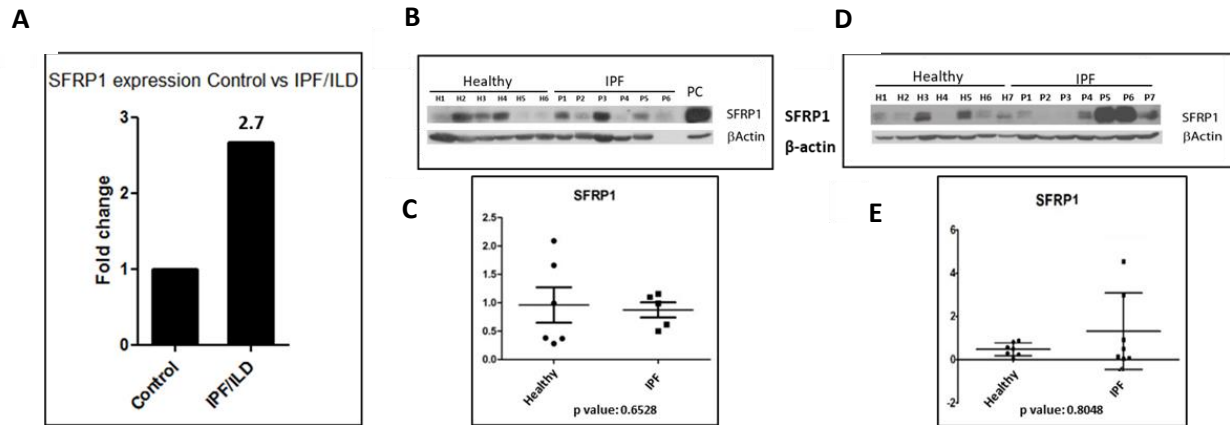 A
SFRP1 expression Control vs IPF/ILD
Fold change
3
2
1
0
2.7
Control
IPF/ILD
B
Healthy
IPF
H1 H2 H3 H4 H5 H6 P1 P2 P3 P4 P5 P6 PC
SFRP1
βActin
C
SFRP1
2.5
2.0
1.5
1.0
0.5
0.0
Healthy
IPF
p value: 0.6528
D
Healthy
IPF
H1 H2 H3 H4 H5 H6 H7 P1 P2 P3 P4 P5 P6 P7
SFRP1
β-actin
SFRP1
βActin
E
SFRP1
6
4
2
0
-2
Healthy
IPF
p value: 0.8048